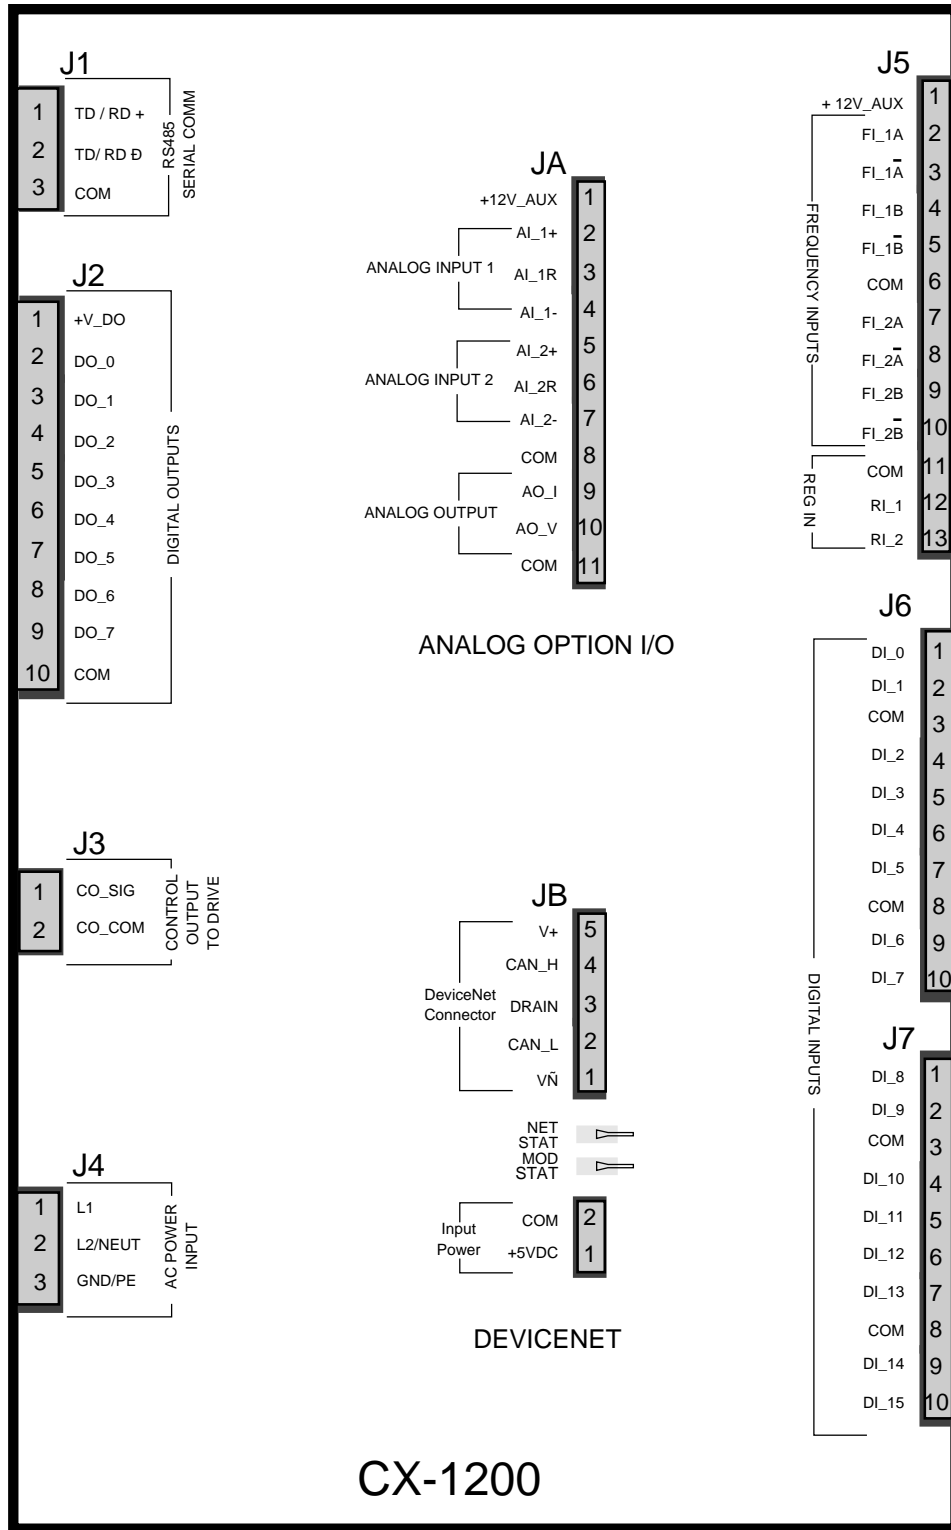 J1
1 TD / RD +
2 TD/ RD Ð
3 COM
RS485
SERIAL COMM
J2
1 +V_DO
2 DO_0
3 DO_1
4 DO_2
5 DO_3
6 DO_4
7 DO_5
8 DO_6
9 DO_7
10 COM
DIGITAL OUTPUTS
J3
1 CO_SIG
2 CO_COM
CONTROL
OUTPUT
TO DRIVE
J4
1 L1
2 L2/NEUT
3 GND/PE
AC POWER
INPUT
JA
+12V_AUX 1
AI_1+ 2
ANALOG INPUT 1
AI_1R 3
AI_1- 4
AI_2+ 5
ANALOG INPUT 2
AI_2R 6
AI_2- 7
COM 8
AO_I 9
ANALOG OUTPUT
AO_V 10
COM 11
ANALOG OPTION I/O
JB
V+ 5
CAN_H 4
DeviceNet
Connector
DRAIN 3
CAN_L 2
VÑ 1
NET
STAT
MOD
STAT
Input
Power
COM 2
+5VDC 1
DEVICENET
J5
+ 12V_AUX 1
FI_1A 2
FI_1A̅ 3
FI_1B 4
FI_1B̅ 5
COM 6
FI_2A 7
FI_2A̅ 8
FI_2B 9
FI_2B̅ 10
FREQUENCY INPUTS
COM 11
RI_1 12
RI_2 13
REG IN
J6
DI_0 1
DI_1 2
COM 3
DI_2 4
DI_3 5
DI_4 6
DI_5 7
COM 8
DI_6 9
DI_7 10
DIGITAL INPUTS
J7
DI_8 1
DI_9 2
COM 3
DI_10 4
DI_11 5
DI_12 6
DI_13 7
COM 8
DI_14 9
DI_15 10
CX-1200